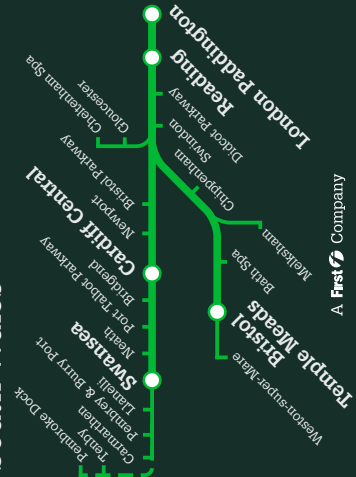 London Paddington
Reading
Didcot Parkway
Swindon
Chippenham
Cheltenham Spa
Gloucester
Bristol Parkway
Newport
Cardiff Central
Bridgend
Port Talbot Parkway
Neath
Swansea
Llanelli
Pembrey & Burry Port
Carmarthen
Tenby
Pembroke Dock
Melksham
Bath Spa
Bristol
Temple Meads
Weston-super-Mare
A First Company